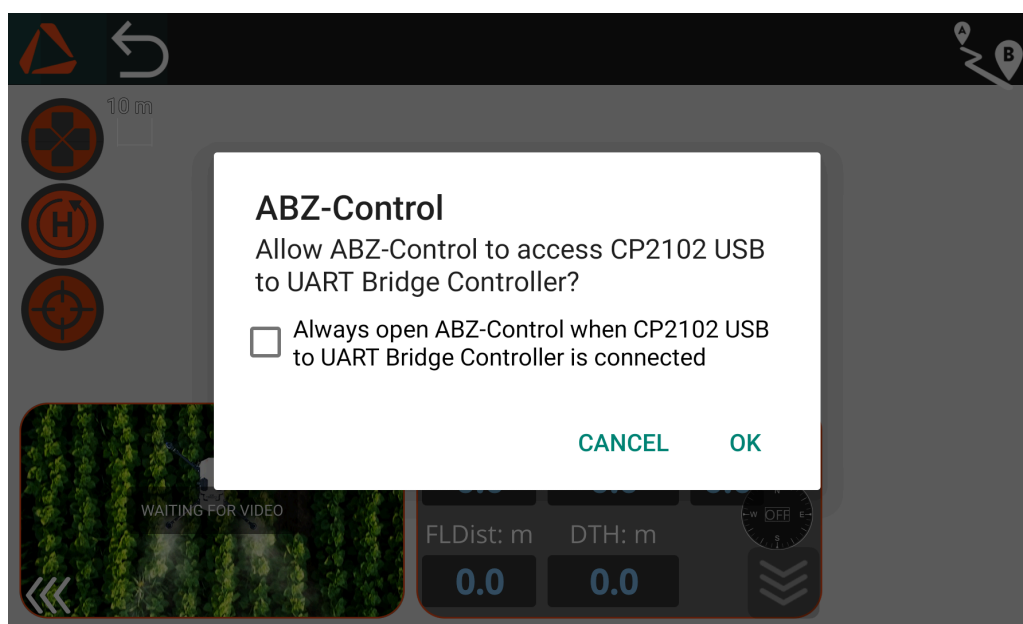 A
B
10 m
H
ABZ-Control
Allow ABZ-Control to access CP2102 USB
to UART Bridge Controller?
Always open ABZ-Control when CP2102 USB
to UART Bridge Controller is connected
CANCEL OK
WAITING FOR VIDEO
N
W OFF E
S
FLDist: m DTH: m
0.0 0.0